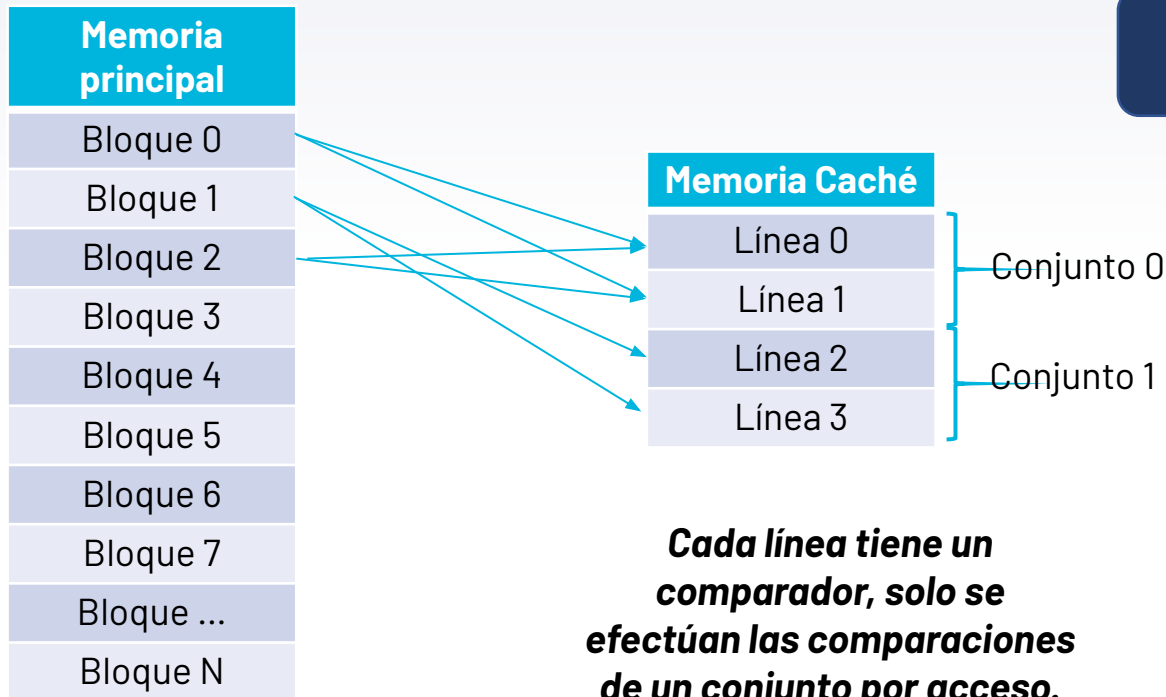 Memoria
principal
Bloque 0
Bloque 1
Bloque 2
Bloque 3
Bloque 4
Bloque 5
Bloque 6
Bloque 7
Bloque ...
Bloque N
Memoria Caché
Línea 0
Línea 1
Línea 2
Línea 3
Conjunto 0
Conjunto 1
Cada línea tiene un
comparador, solo se
efectúan las comparaciones
de un conjunto por acceso.